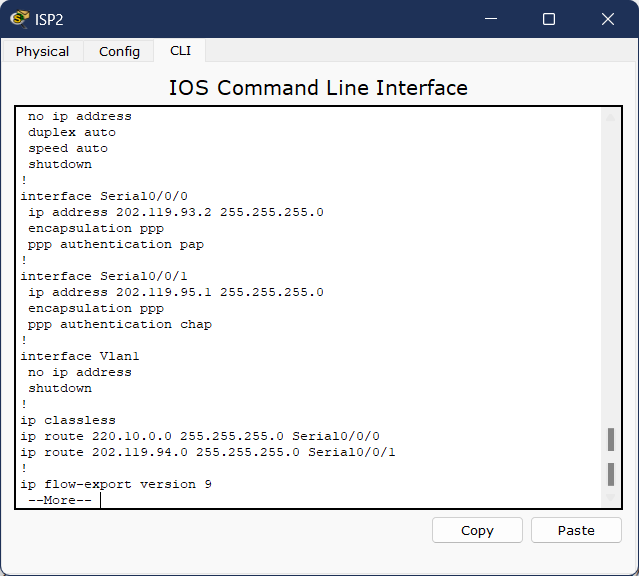 ISP2
Physical Config CLI
IOS Command Line Interface
no ip address
duplex auto
speed auto
shutdown
!
interface Serial0/0/0
ip address 202.119.93.2 255.255.255.0
encapsulation ppp
ppp authentication pap
!
interface Serial0/0/1
ip address 202.119.95.1 255.255.255.0
encapsulation ppp
ppp authentication chap
!
interface Vlan1
no ip address
shutdown
!
ip classless
ip route 220.10.0.0 255.255.255.0 Serial0/0/0
ip route 202.119.94.0 255.255.255.0 Serial0/0/1
!
ip flow-export version 9
--More--
Copy Paste